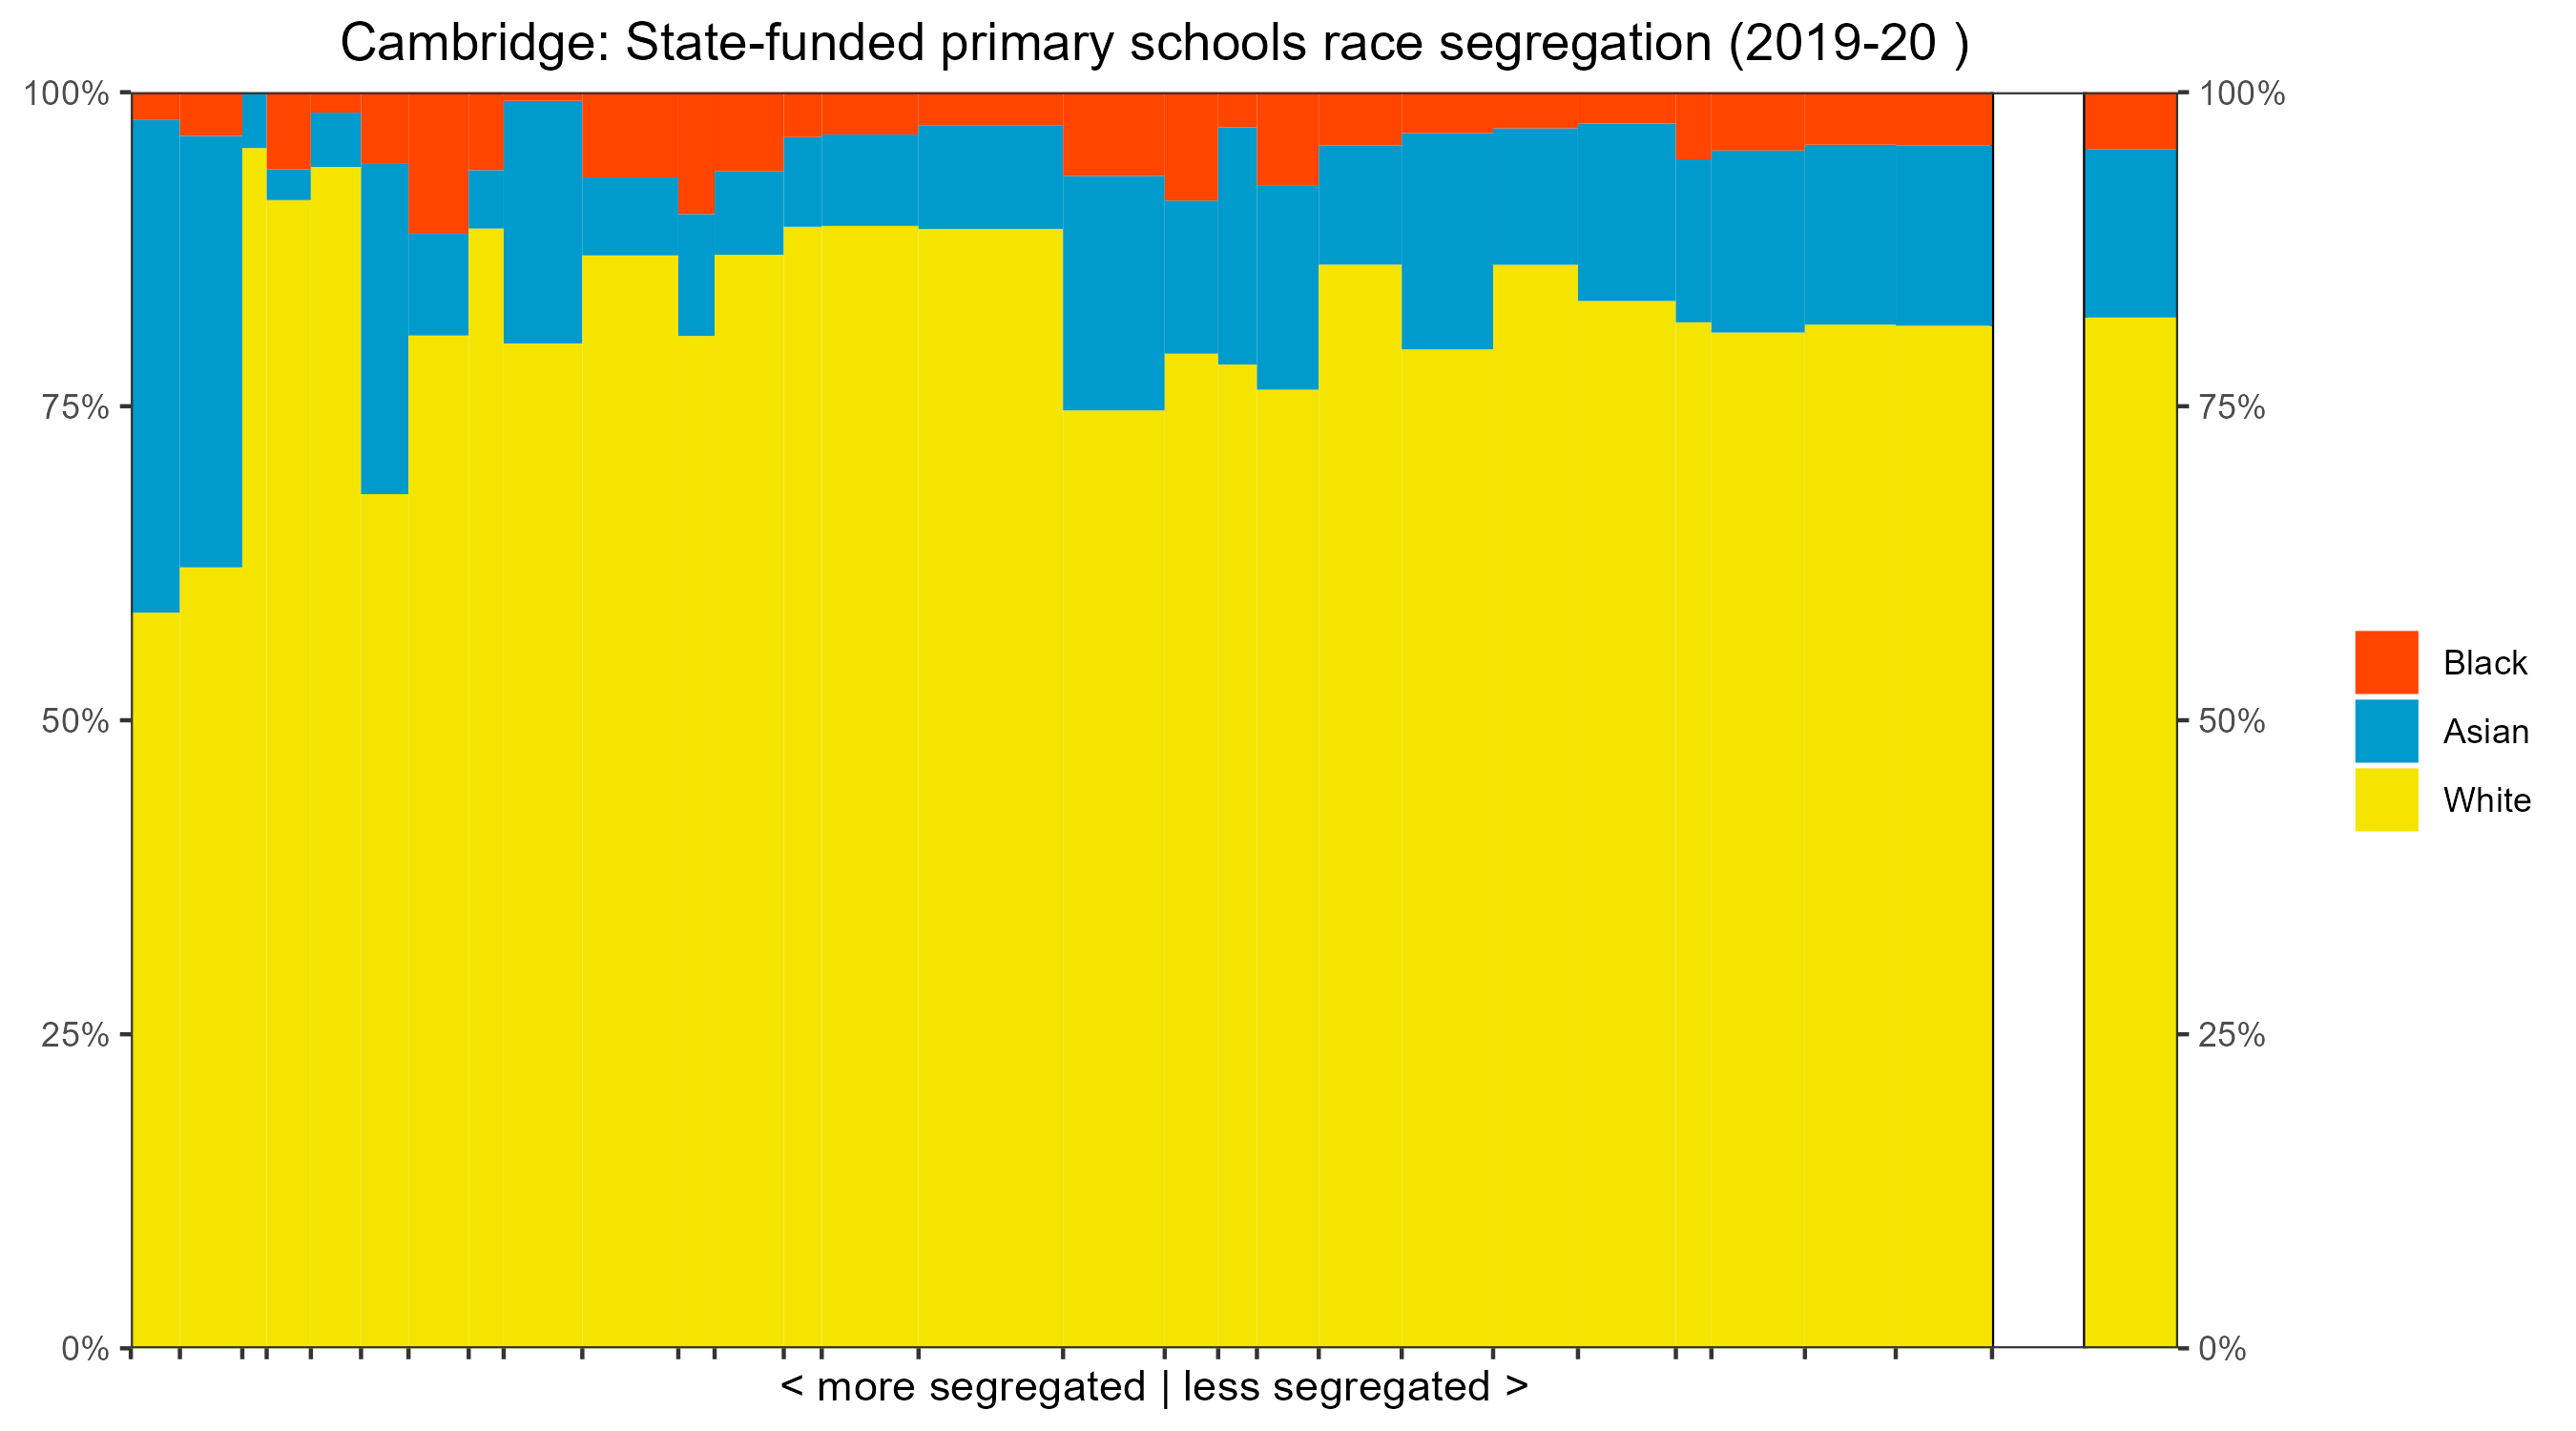 Cambridge: State-funded primary schools race segregation (2019-20 )
100%
75%
50%
25%
0%
100%
75%
50%
25%
0%
Black
Asian
White
< more segregated | less segregated >